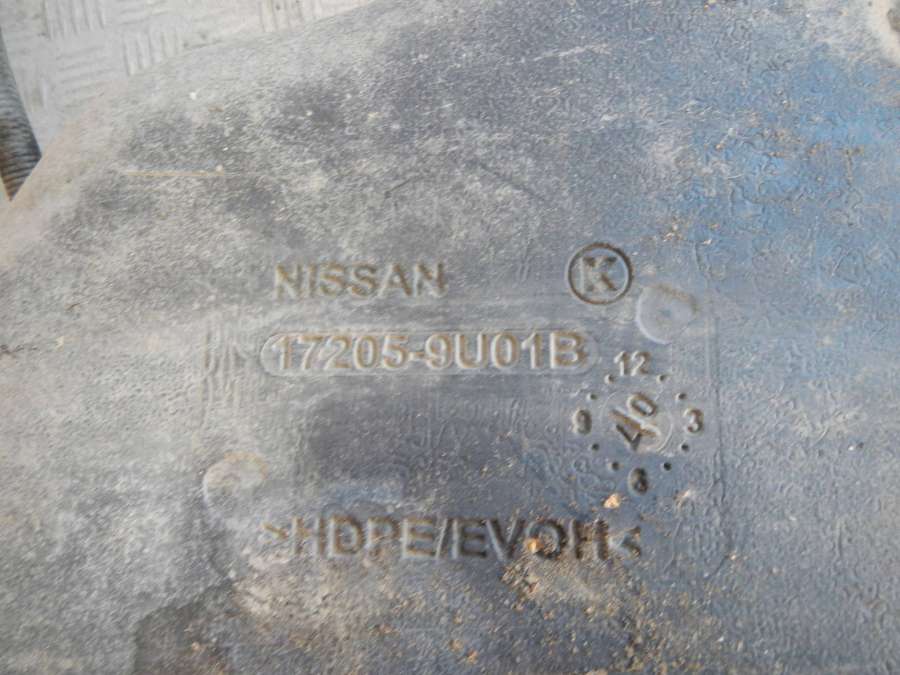 NISSAN K
17205-9U01B
12
9 3
6
>HDPE/EVOH<